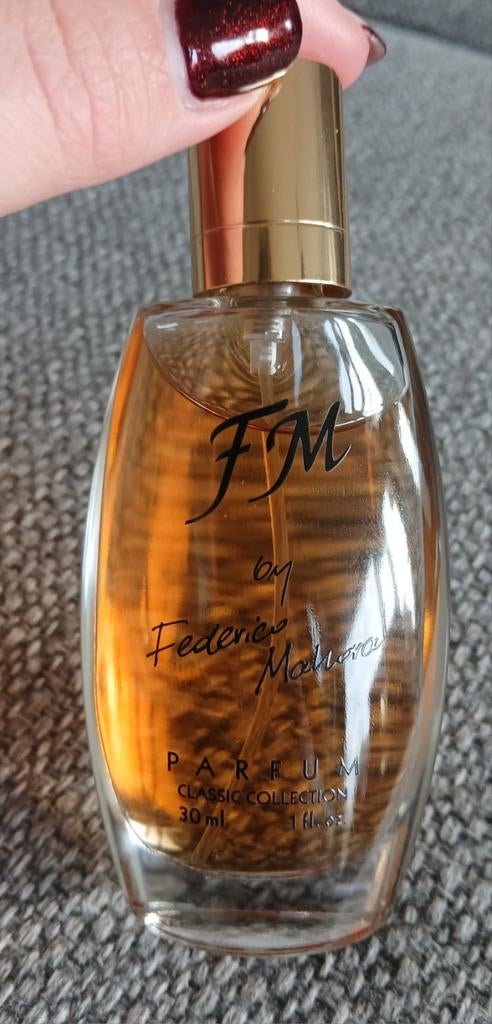 FM
by
Federico
Mahora
PARFUM
CLASSIC COLLECTION
30 ml 1 fl. oz.